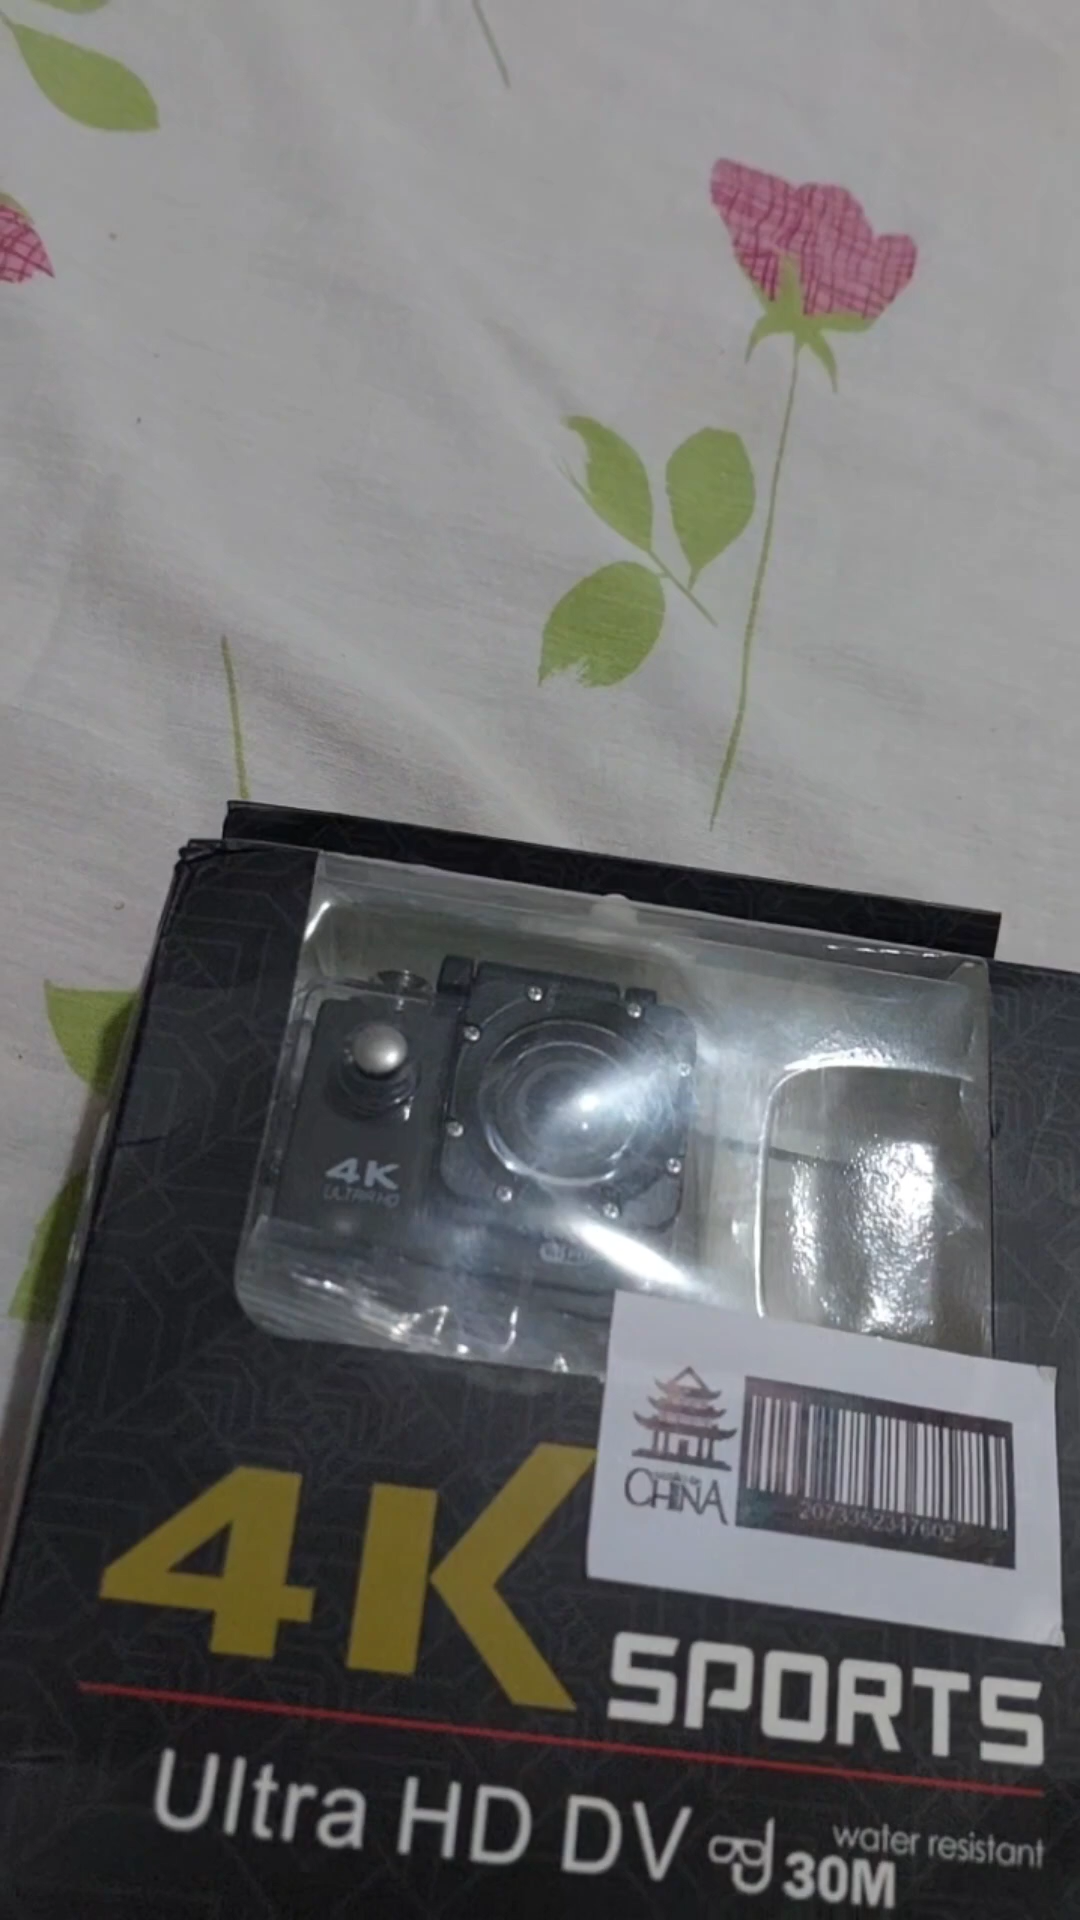 4K
ULTRA HD
CHINA
2073352347602
4K SPORTS
Ultra HD DV
water resistant
30M